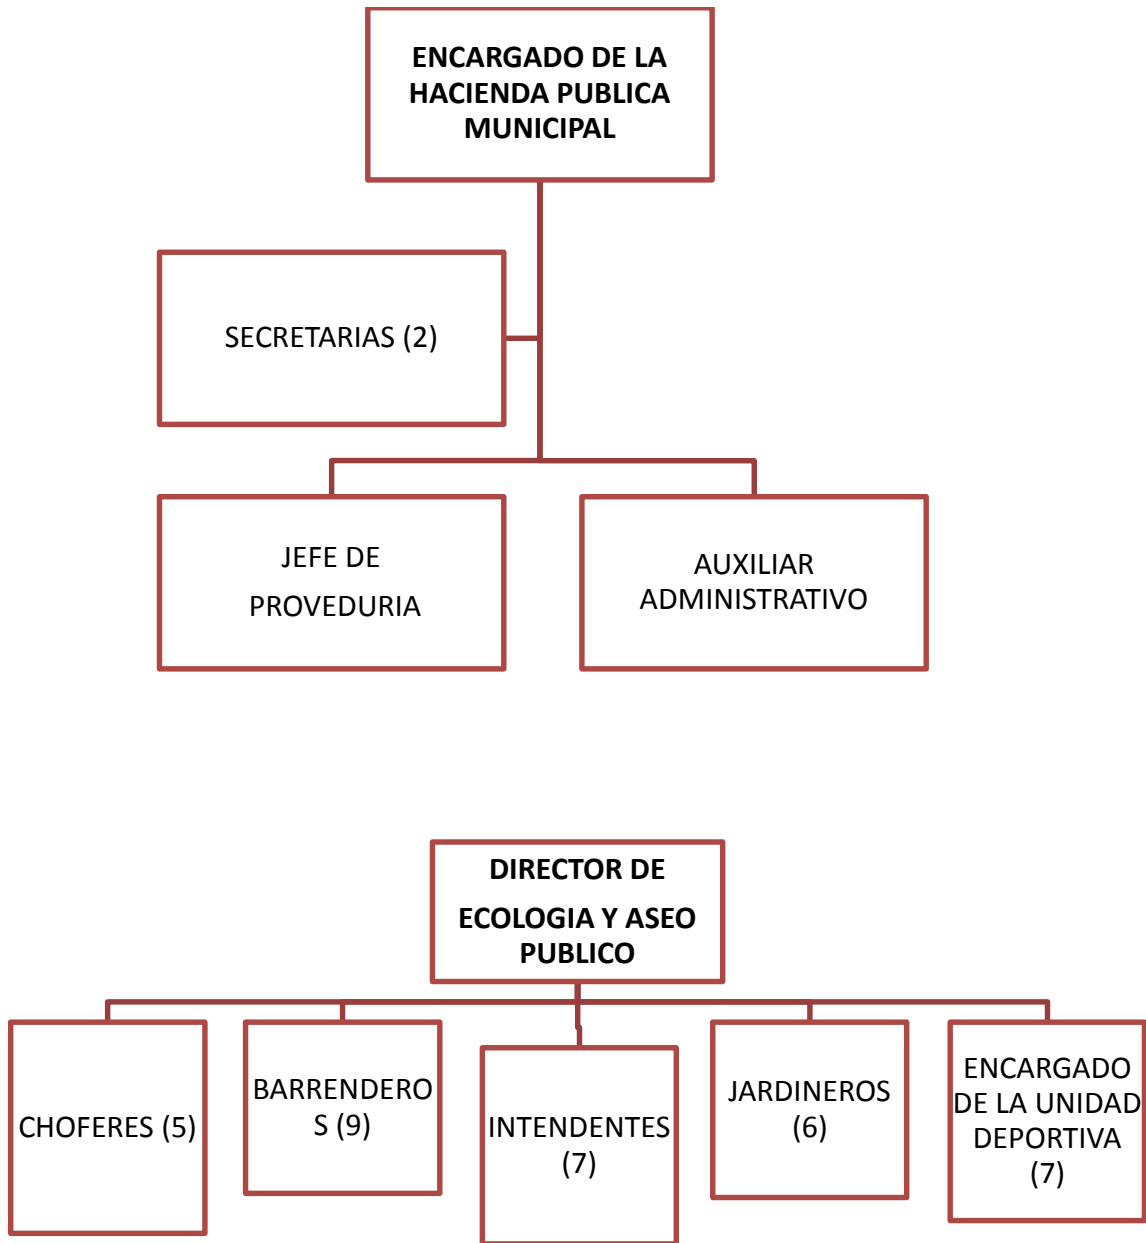 ENCARGADO DE LA
HACIENDA PUBLICA
MUNICIPAL
SECRETARIAS (2)
JEFE DE
PROVEDURIA
AUXILIAR
ADMINISTRATIVO
DIRECTOR DE
ECOLOGIA Y ASEO
PUBLICO
CHOFERES (5)
BARRENDERO
S (9)
INTENDENTES
(7)
JARDINEROS
(6)
ENCARGADO
DE LA UNIDAD
DEPORTIVA
(7)